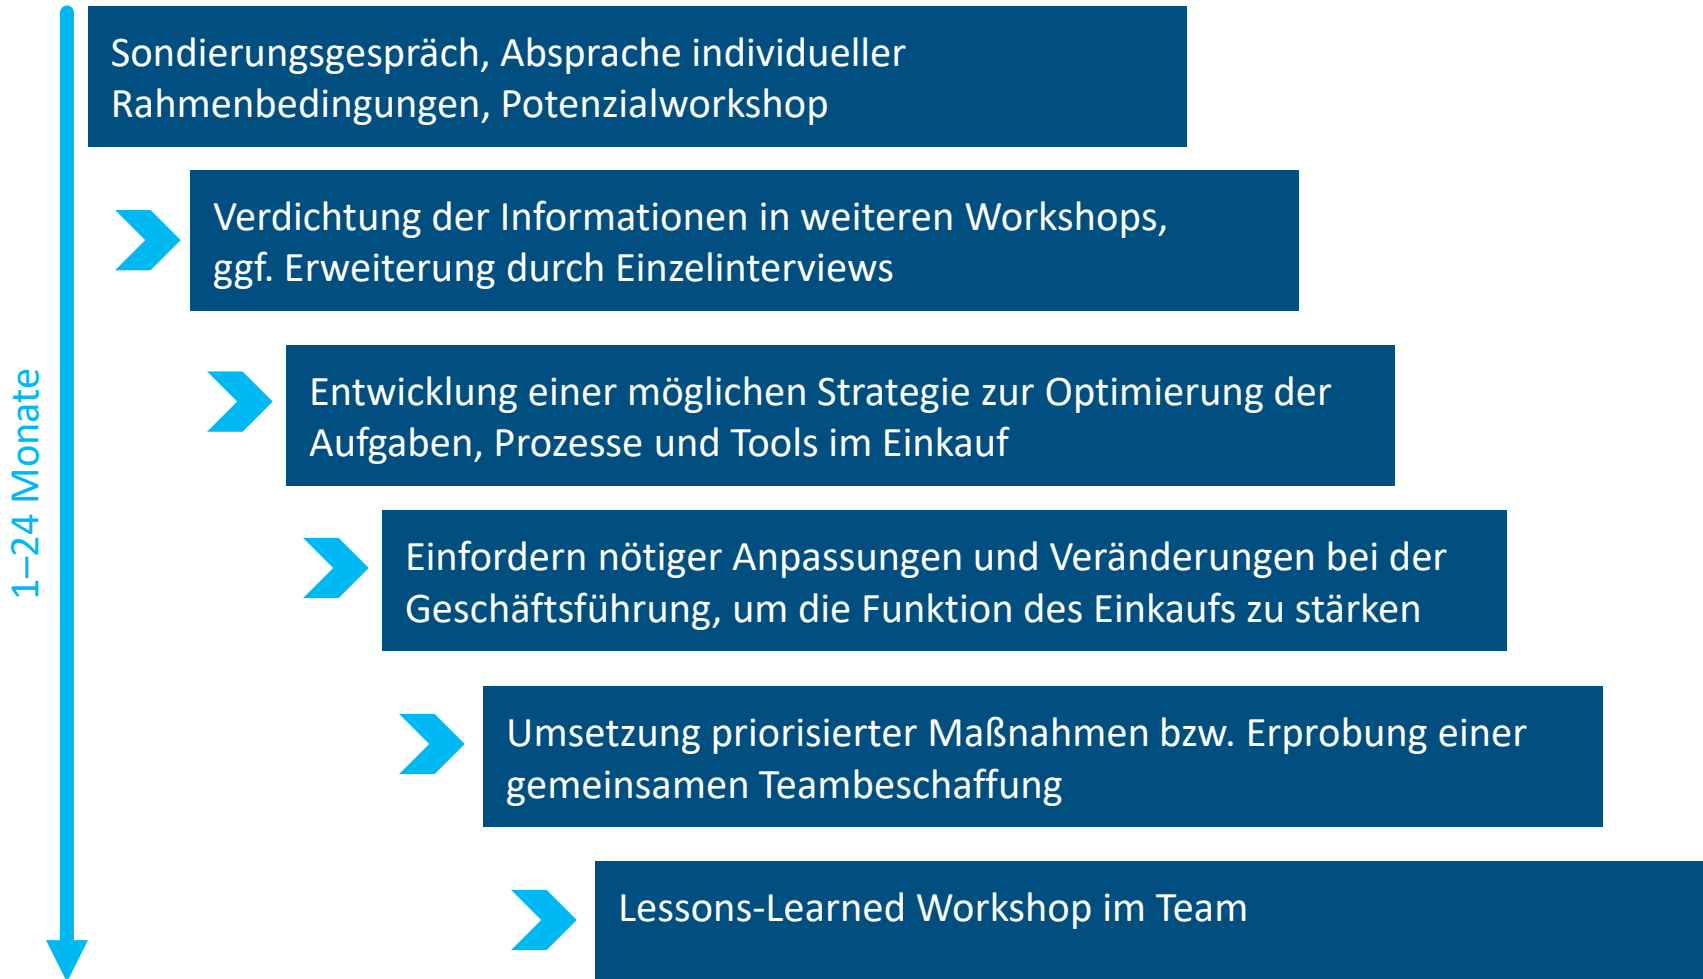 Sondierungsgespräch, Absprache individueller
Rahmenbedingungen, Potenzialworkshop
Verdichtung der Informationen in weiteren Workshops,
ggf. Erweiterung durch Einzelinterviews
Entwicklung einer möglichen Strategie zur Optimierung der
Aufgaben, Prozesse und Tools im Einkauf
1–24 Monate
Einfordern nötiger Anpassungen und Veränderungen bei der
Geschäftsführung, um die Funktion des Einkaufs zu stärken
Umsetzung priorisierter Maßnahmen bzw. Erprobung einer
gemeinsamen Teambeschaffung
Lessons-Learned Workshop im Team